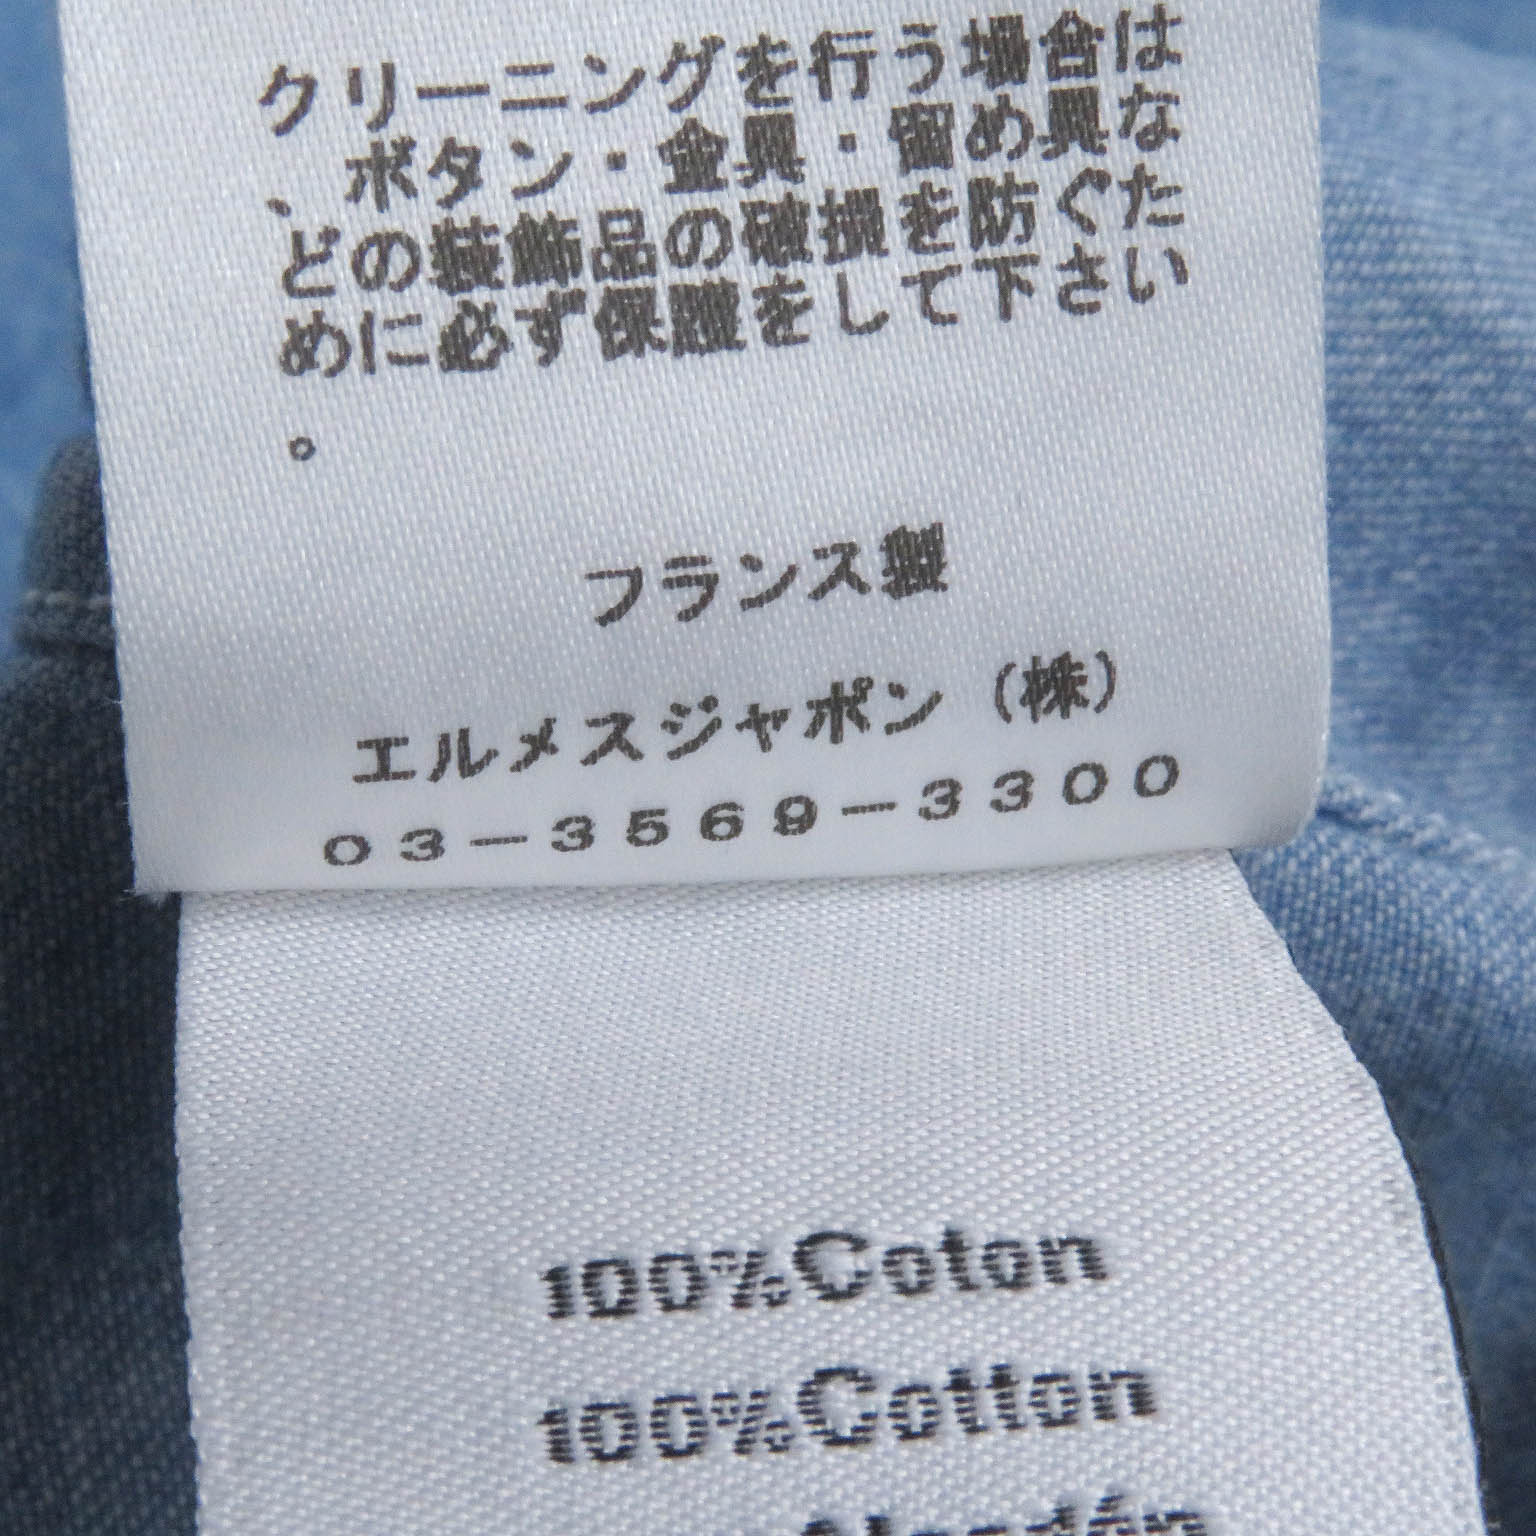 クリーニングを行う場合は
、ボタン・金具・留め具な
どの装飾品の破損を防ぐた
めに必ず保護をして下さい
。
フランス製
エルメスジャポン（株）
03-3569-3300
100%Coton
100%Cotton
Algodón